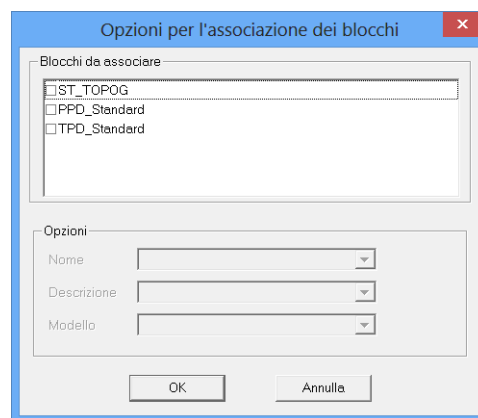 Opzioni per l'associazione dei blocchi
Blocchi da associare
ST_TOPOG
PPD_Standard
TPD_Standard
Opzioni
Nome
Descrizione
Modello
OK Annulla